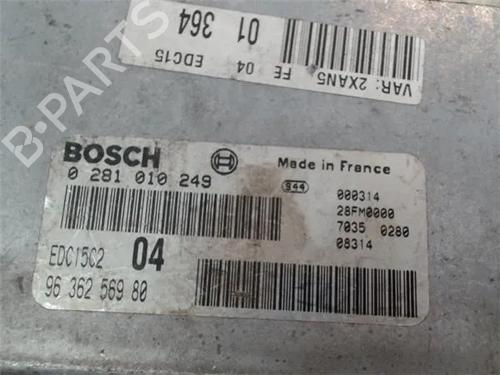 B-PARTS
01 364
FE 04 EDC15
VAR: 2XAN5
BOSCH
Made in France
0 281 010 249
944
000314
28FM0000
7035 0280
08314
EDC15C2 04
96 362 569 80